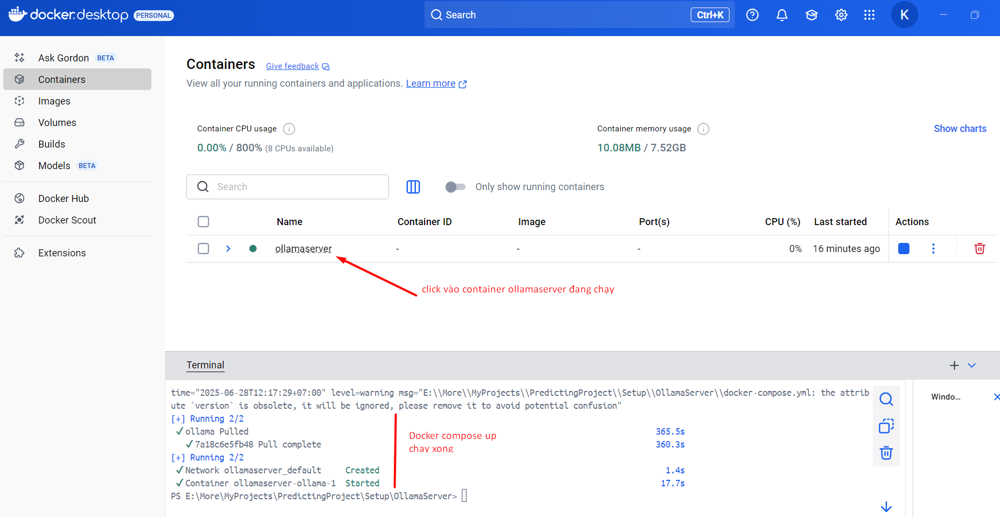 docker.desktop PERSONAL
Search Ctrl+K
K
Ask Gordon BETA
Containers
Images
Volumes
Builds
Models BETA
Docker Hub
Docker Scout
Extensions
Containers Give feedback
View all your running containers and applications. Learn more
Container CPU usage
0.00% / 800% (8 CPUs available)
Container memory usage
10.08MB / 7.52GB
Show charts
Search
Only show running containers
Name Container ID Image Port(s) CPU (%) Last started Actions
ollamaserver - - - 0% 16 minutes ago
click vào container ollamaserver đang chạy
Terminal
time="2025-06-28T12:17:29+07:00" level=warning msg="E:\\More\\MyProjects\\PredictingProject\\Setup\\OllamaServer\\docker-compose.yml: the attrib
ute `version` is obsolete, it will be ignored, please remove it to avoid potential confusion"
[+] Running 2/2
✔ ollama Pulled 365.5s
✔ 7a18c6e5fb48 Pull complete 360.3s
[+] Running 2/2
✔ Network ollamaserver_default Created 1.4s
✔ Container ollamaserver-ollama-1 Started 17.7s
PS E:\More\MyProjects\PredictingProject\Setup\OllamaServer>
Docker compose up
chạy xong
Windo...